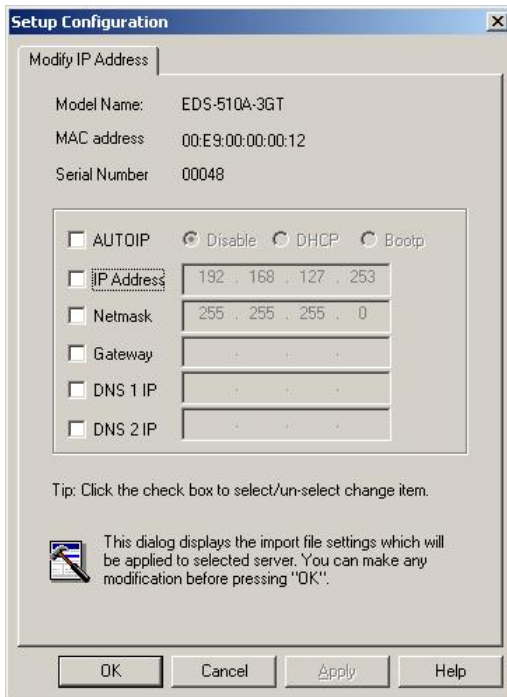 Setup Configuration
Modify IP Address
Model Name: EDS-510A-3GT
MAC address 00:E9:00:00:00:12
Serial Number 00048
AUTOIP Disable DHCP Bootp
IP Address 192 . 168 . 127 . 253
Netmask 255 . 255 . 255 . 0
Gateway . . .
DNS 1 IP . . .
DNS 2 IP . . .
Tip: Click the check box to select/un-select change item.
This dialog displays the import file settings which will
be applied to selected server. You can make any
modification before pressing "OK".
OK Cancel Apply Help